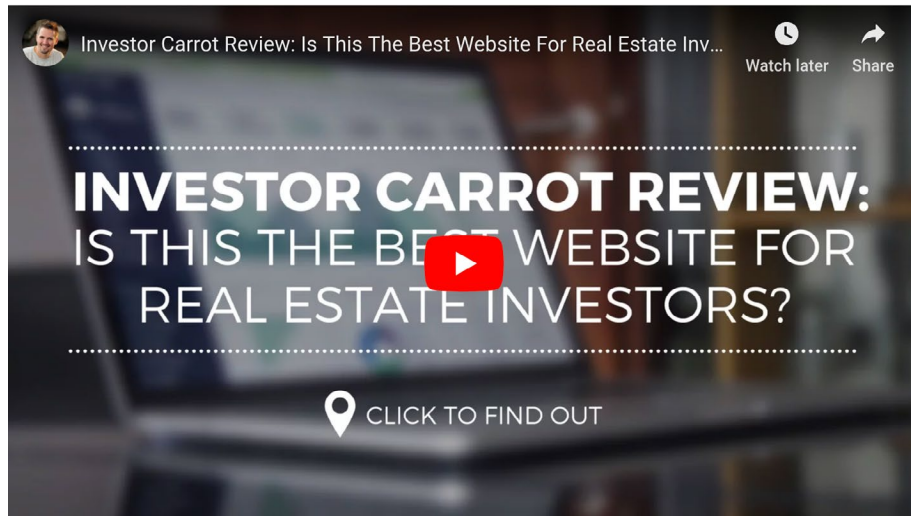 Investor Carrot Review: Is This The Best Website For Real Estate Inv...
Watch later
Share
INVESTOR CARROT REVIEW:
IS THIS THE BEST WEBSITE FOR
REAL ESTATE INVESTORS?
CLICK TO FIND OUT